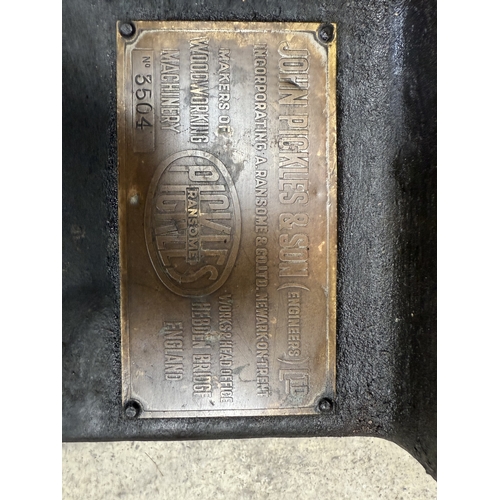 JOHN PICKLES & SON (ENGINEERS) LTD
INCORPORATING A. RANSOME & CO. LTD. NEWARK-ON-TRENT
MAKERS OF
WOODWORKING
MACHINERY
Nº 3504
PICKLES
RANSOME
PICKLES
WORKS & HEAD OFFICE
HEBDEN BRIDGE
ENGLAND